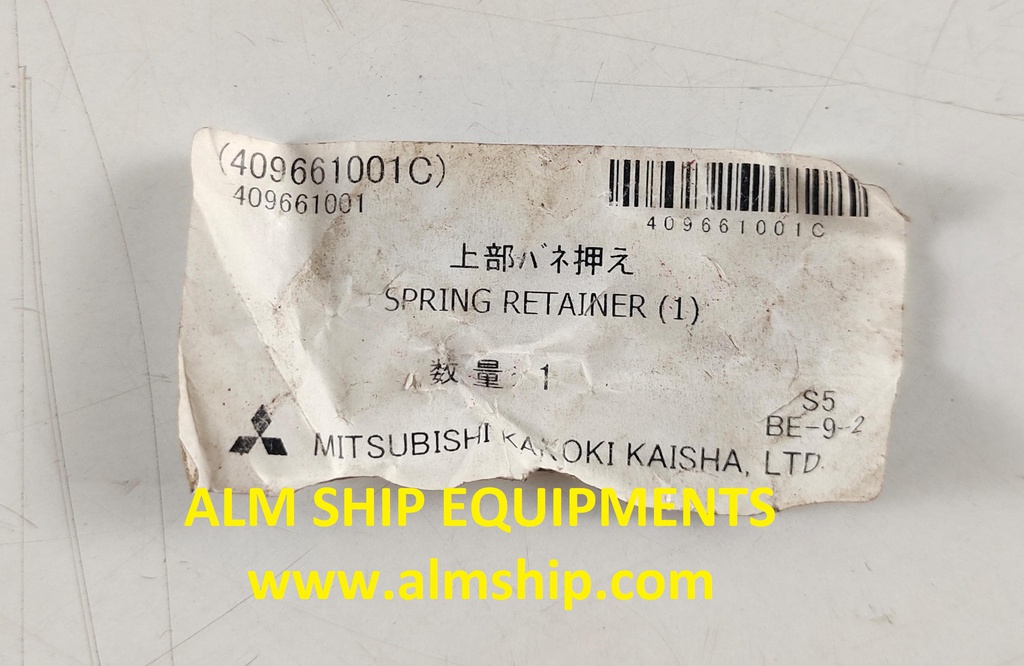 (409661001C)
409661001
409661001C
上部バネ押え
SPRING RETAINER (1)
数量 1
S5
BE-9-2
MITSUBISHI KAKOKI KAISHA, LTD.
ALM SHIP EQUIPMENTS
www.almship.com